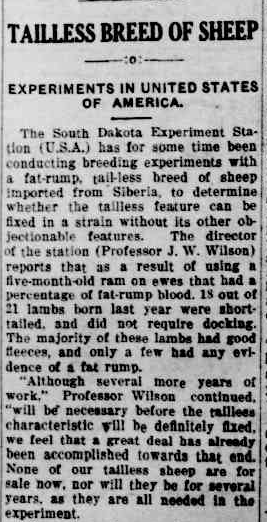 TAILLESS BREED OF SHEEP
:o:
EXPERIMENTS IN UNITED STATES
OF AMERICA.
The South Dakota Experiment Sta-
tion (U.S.A.) has for some time been
conducting breeding experiments with
a fat-rump, tail-less breed of sheep
imported from Siberia, to determine
whether the tailless feature can be
fixed in a strain without its other ob-
jectionable features. The director
of the station (Professor J. W. Wilson)
reports that as a result of using a
five-month-old ram on ewes that had a
percentage of fat-rump blood. 18 out of
21 lambs born last year were short-
tailed, and did not require docking.
The majority of these lambs had good
fleeces, and only a few had any evi-
dence of a fat rump.
"Although several more years of
work," Professor Wilson continued,
"will be necessary before the tailless
characteristic will be definitely fixed,
we feel that a great deal has already
been accomplished towards that end.
None of our tailless sheep are for
sale now, nor will they be for several
years, as they are all needed in the
experiment.